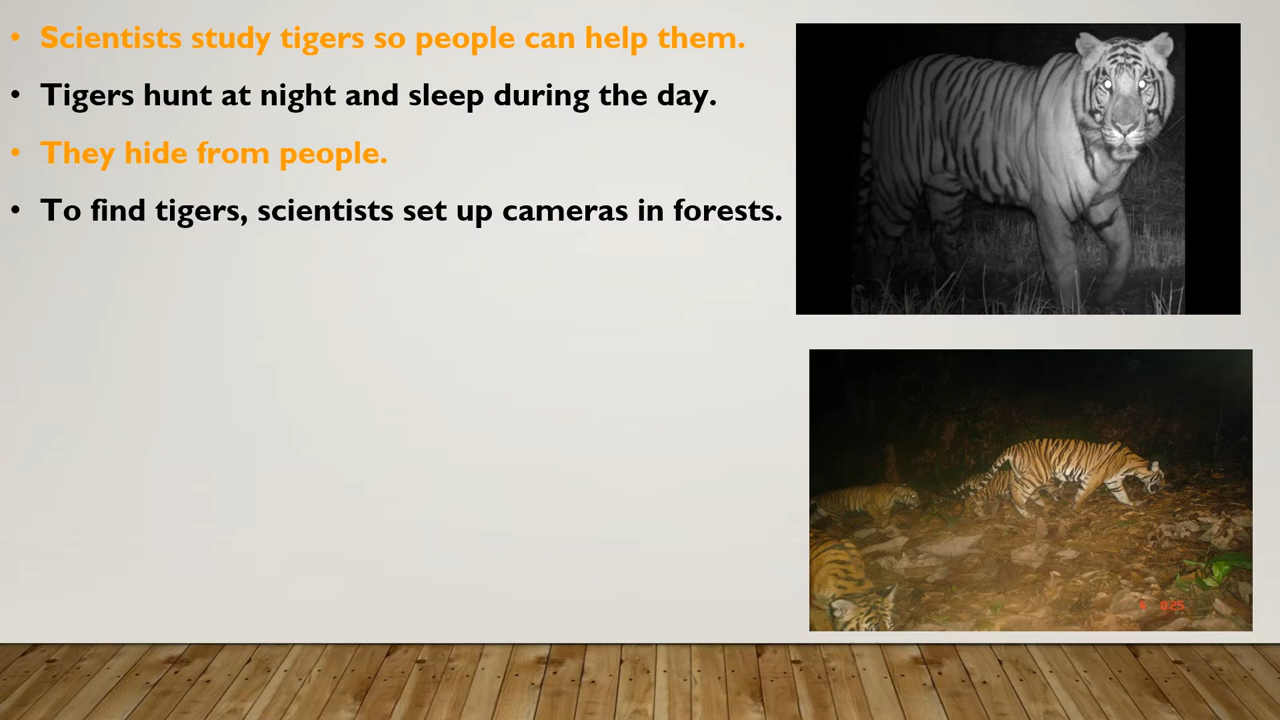 • Scientists study tigers so people can help them.
• Tigers hunt at night and sleep during the day.
• They hide from people.
• To find tigers, scientists set up cameras in forests.